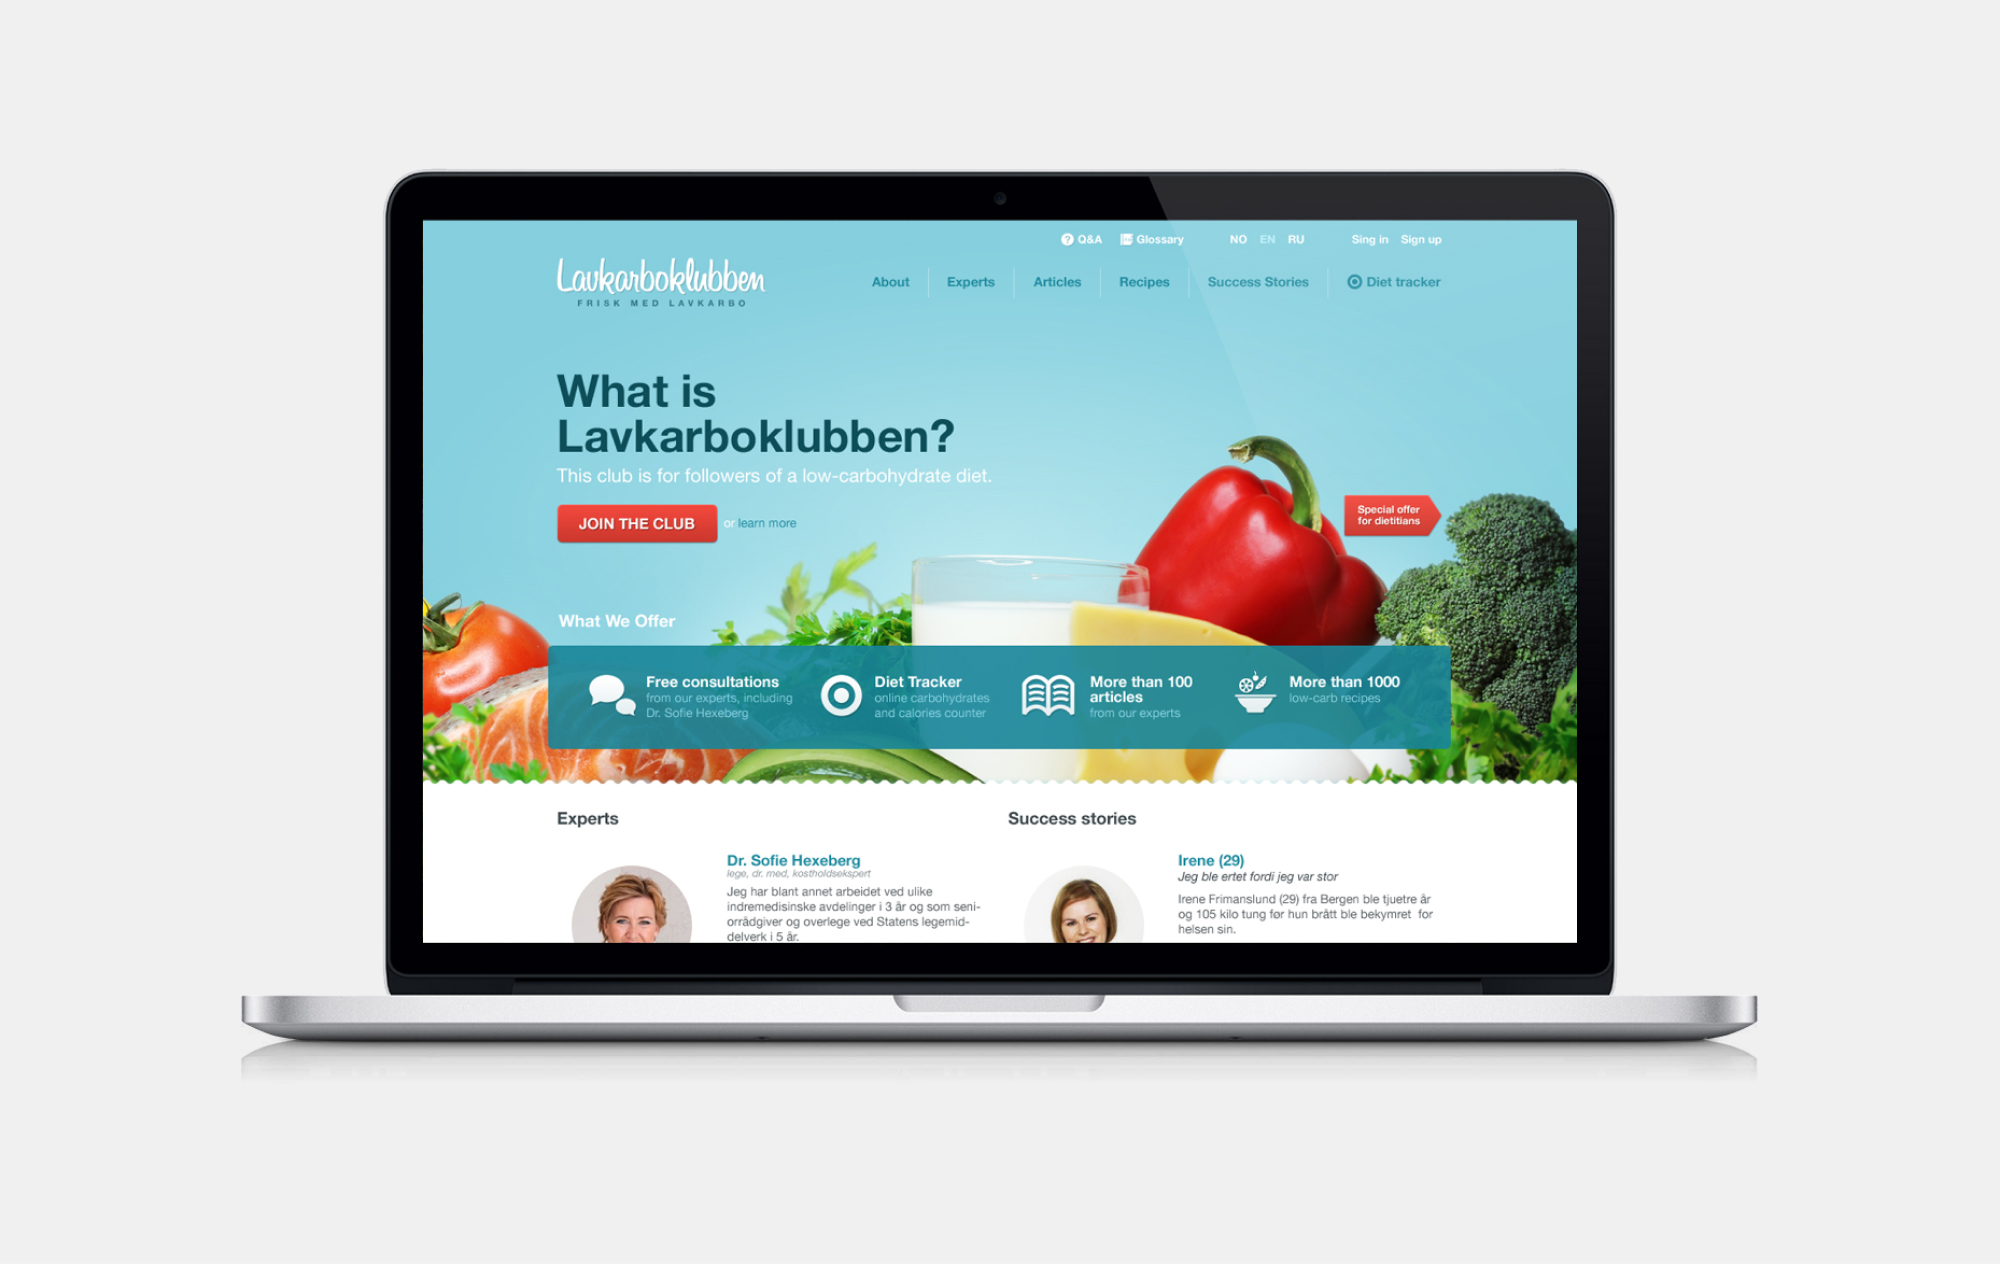 Q&A Glossary NO EN RU Sing in Sign up
Lavkarboklubben
FRISK MED LAVKARBO
About Experts Articles Recipes Success Stories Diet tracker
What is
Lavkarboklubben?
This club is for followers of a low-carbohydrate diet.
JOIN THE CLUB or learn more
Special offer
for dietitians
What We Offer
Free consultations
from our experts, including
Dr. Sofie Hexeberg
Diet Tracker
online carbohydrates
and calories counter
More than 100
articles
from our experts
More than 1000
low-carb recipes
Experts
Dr. Sofie Hexeberg
lege, dr. med, kostholdsekspert
Jeg har blant annet arbeidet ved ulike
indremedisinske avdelinger i 3 år og som seni-
orrådgiver og overlege ved Statens legemid-
delverk i 5 år.
Success stories
Irene (29)
Jeg ble ertet fordi jeg var stor
Irene Frimanslund (29) fra Bergen ble tjuetre år
og 105 kilo tung før hun brått ble bekymret for
helsen sin.